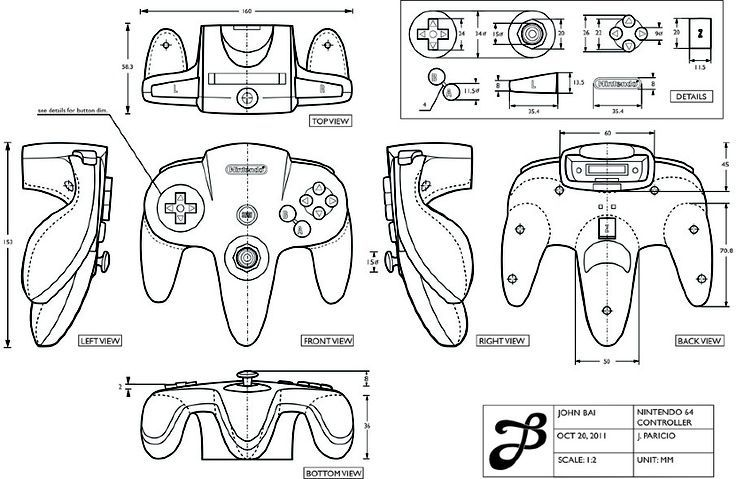 160
58.3
L
R
TOP VIEW
24
34ø
15ø
20
26
22
9ø
20
Z
11.5
B
A
11.5ø
4
8
L
13.5
35.4
Nintendo
8
35.4
DETAILS
see details for button dim.
153
LEFT VIEW
Nintendo
B
A
FRONT VIEW
15ø
RIGHT VIEW
60
45
Z
70.8
50
BACK VIEW
2
8
36
BOTTOM VIEW
JOHN BAI
NINTENDO 64
CONTROLLER
OCT 20, 2011
J. PARICIO
SCALE: 1:2
UNIT: MM